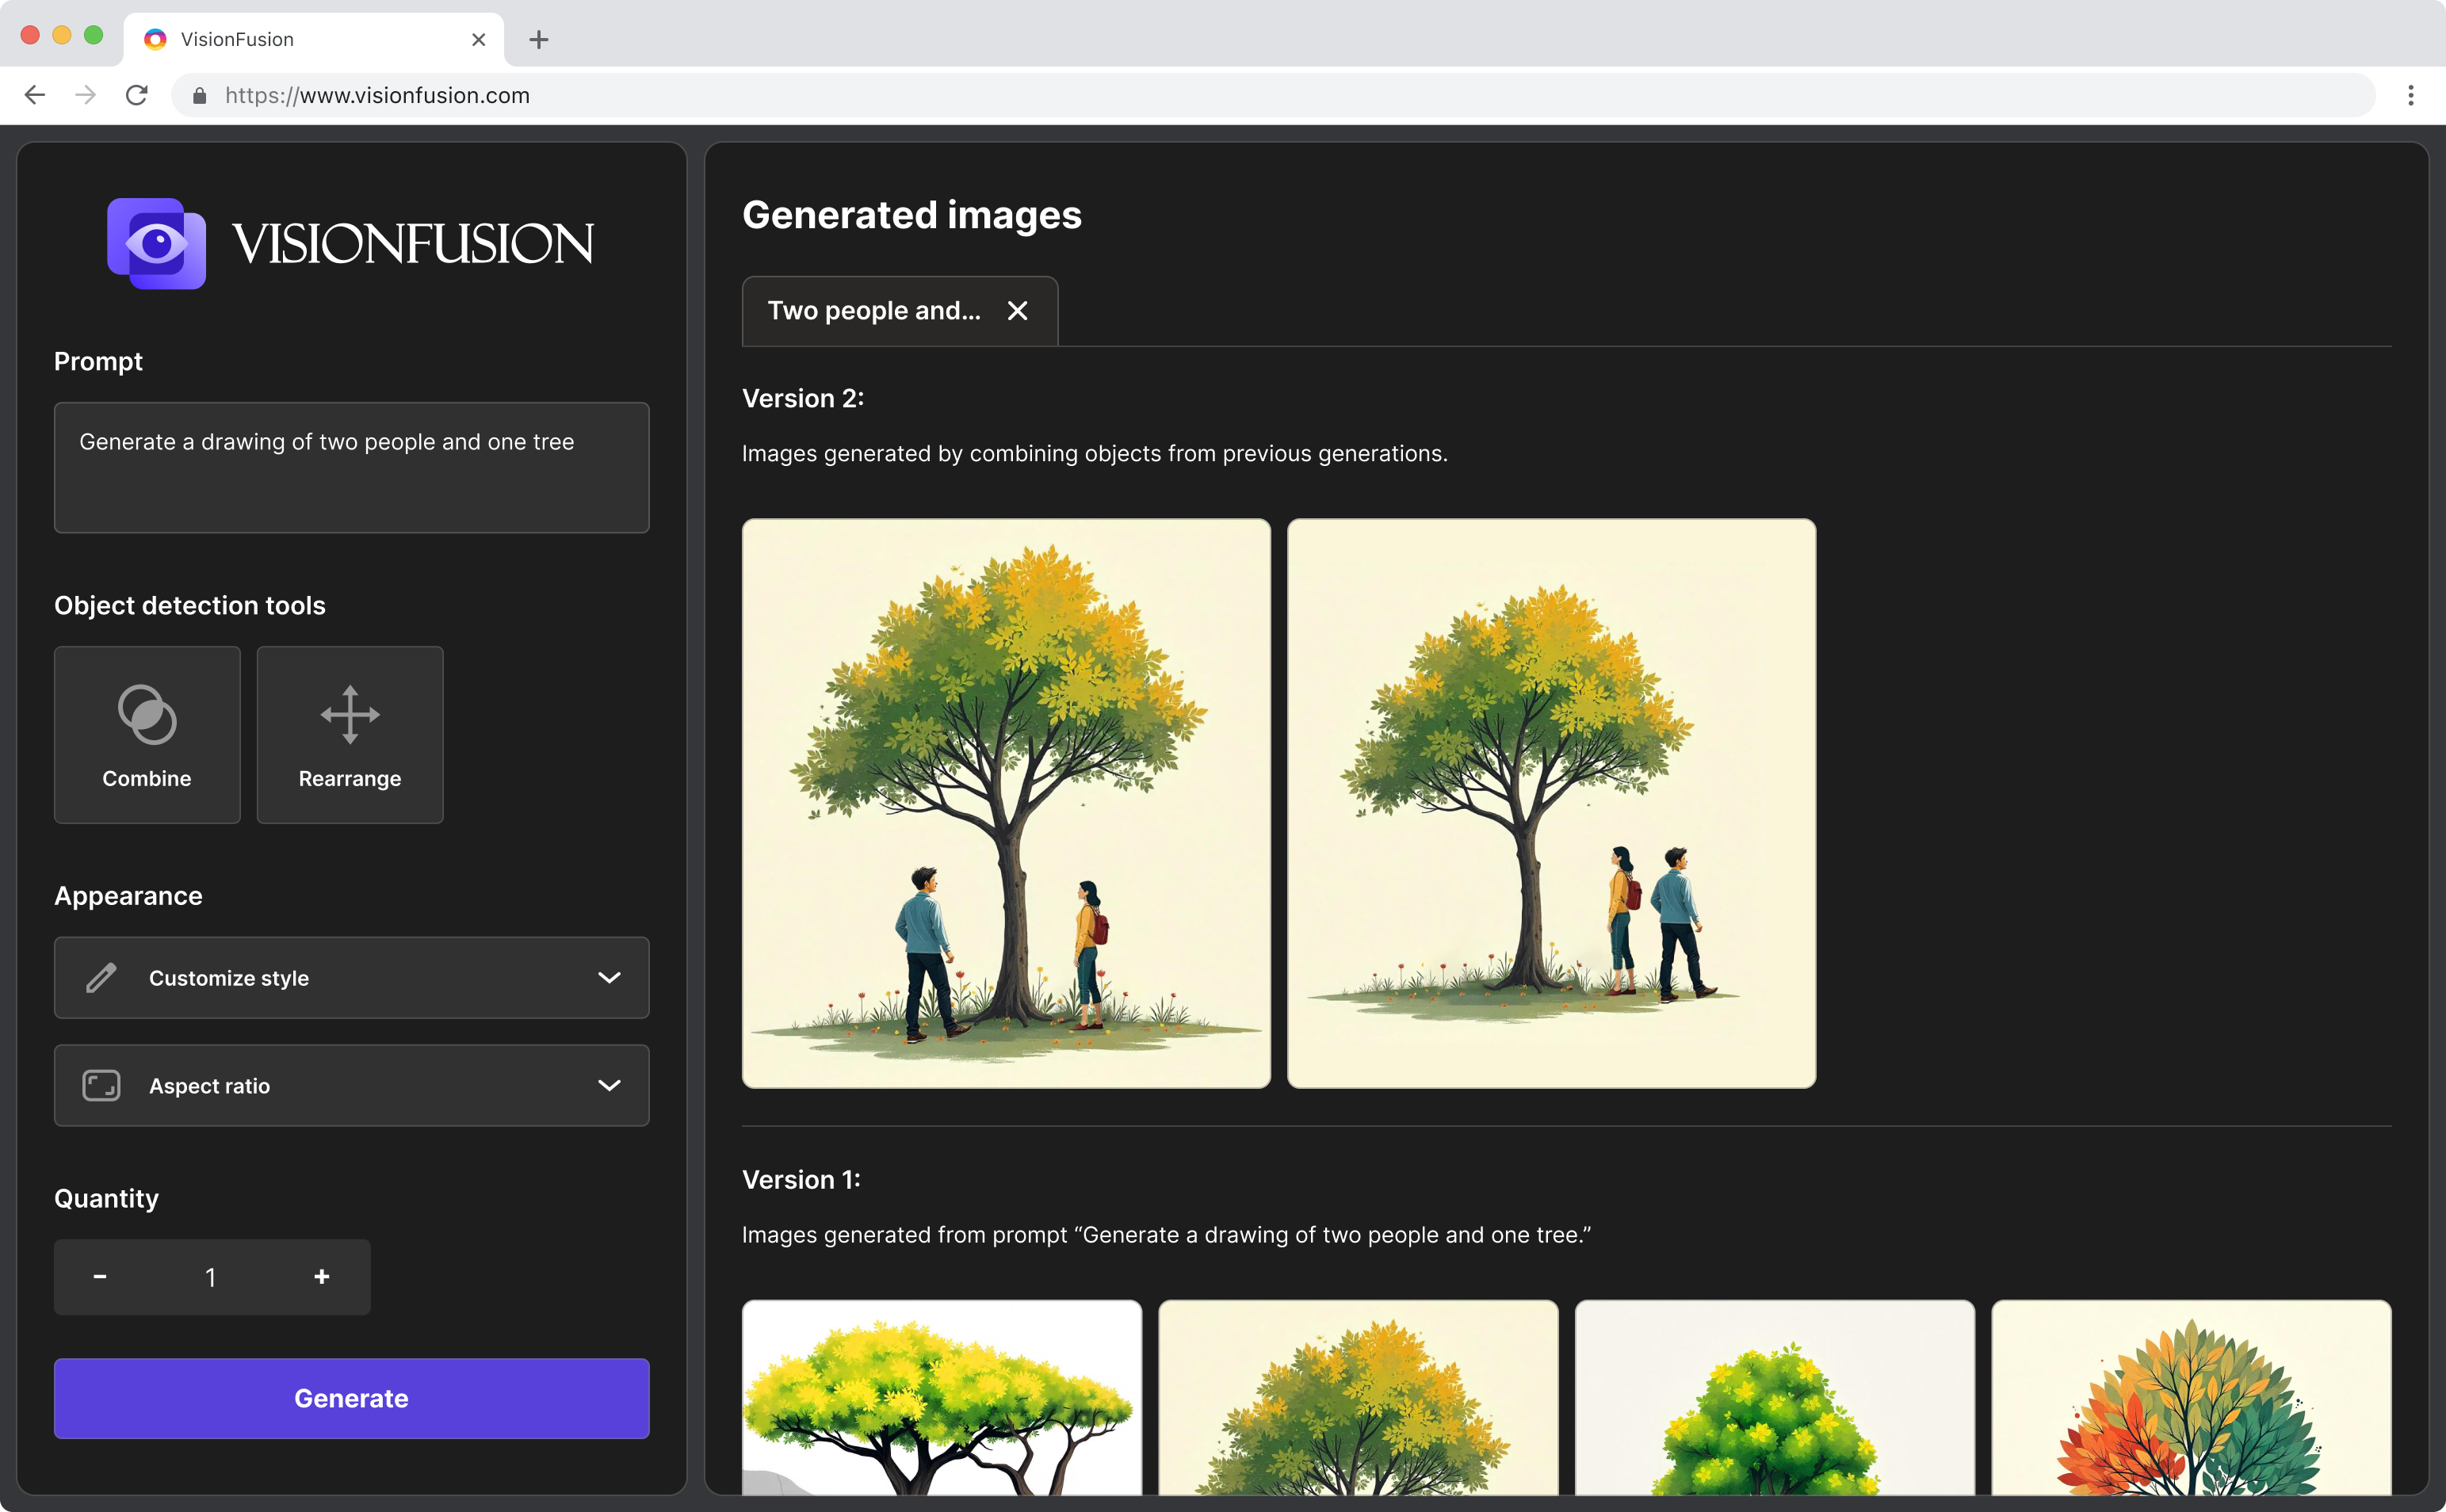 VisionFusion
https://www.visionfusion.com
VISIONFUSION
Prompt
Generate a drawing of two people and one tree
Object detection tools
Combine
Rearrange
Appearance
Customize style
Aspect ratio
Quantity
- 1 +
Generate
Generated images
Two people and...
Version 2:
Images generated by combining objects from previous generations.
Version 1:
Images generated from prompt “Generate a drawing of two people and one tree.”